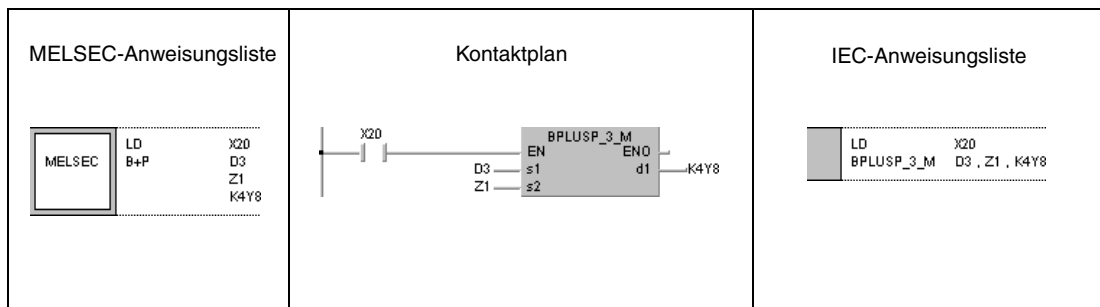 MELSEC-Anweisungsliste
MELSEC
LD X20
B+P D3
Z1
K4Y8
Kontaktplan
X20
BPLUSP_3_M
EN ENO
D3 s1 d1 K4Y8
Z1 s2
IEC-Anweisungsliste
LD X20
BPLUSP_3_M D3 , Z1 , K4Y8